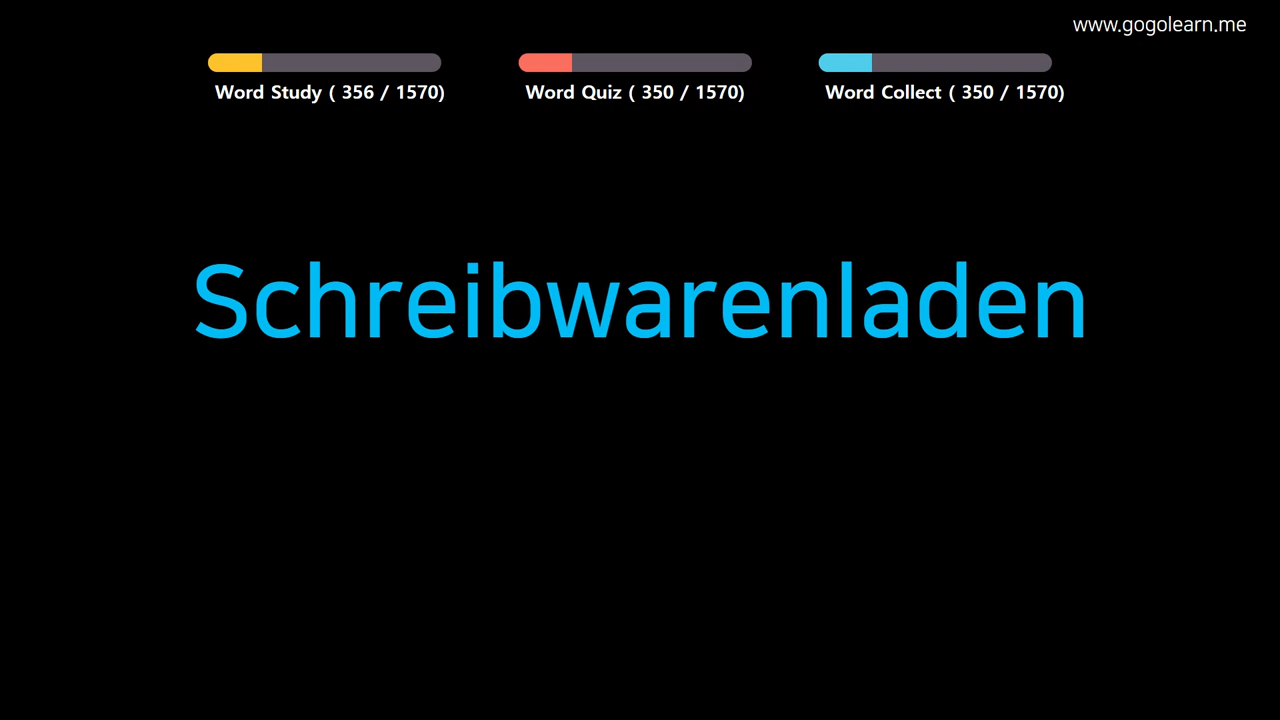 www.gogolearn.me
Word Study ( 356 / 1570)
Word Quiz ( 350 / 1570)
Word Collect ( 350 / 1570)
Schreibwarenladen